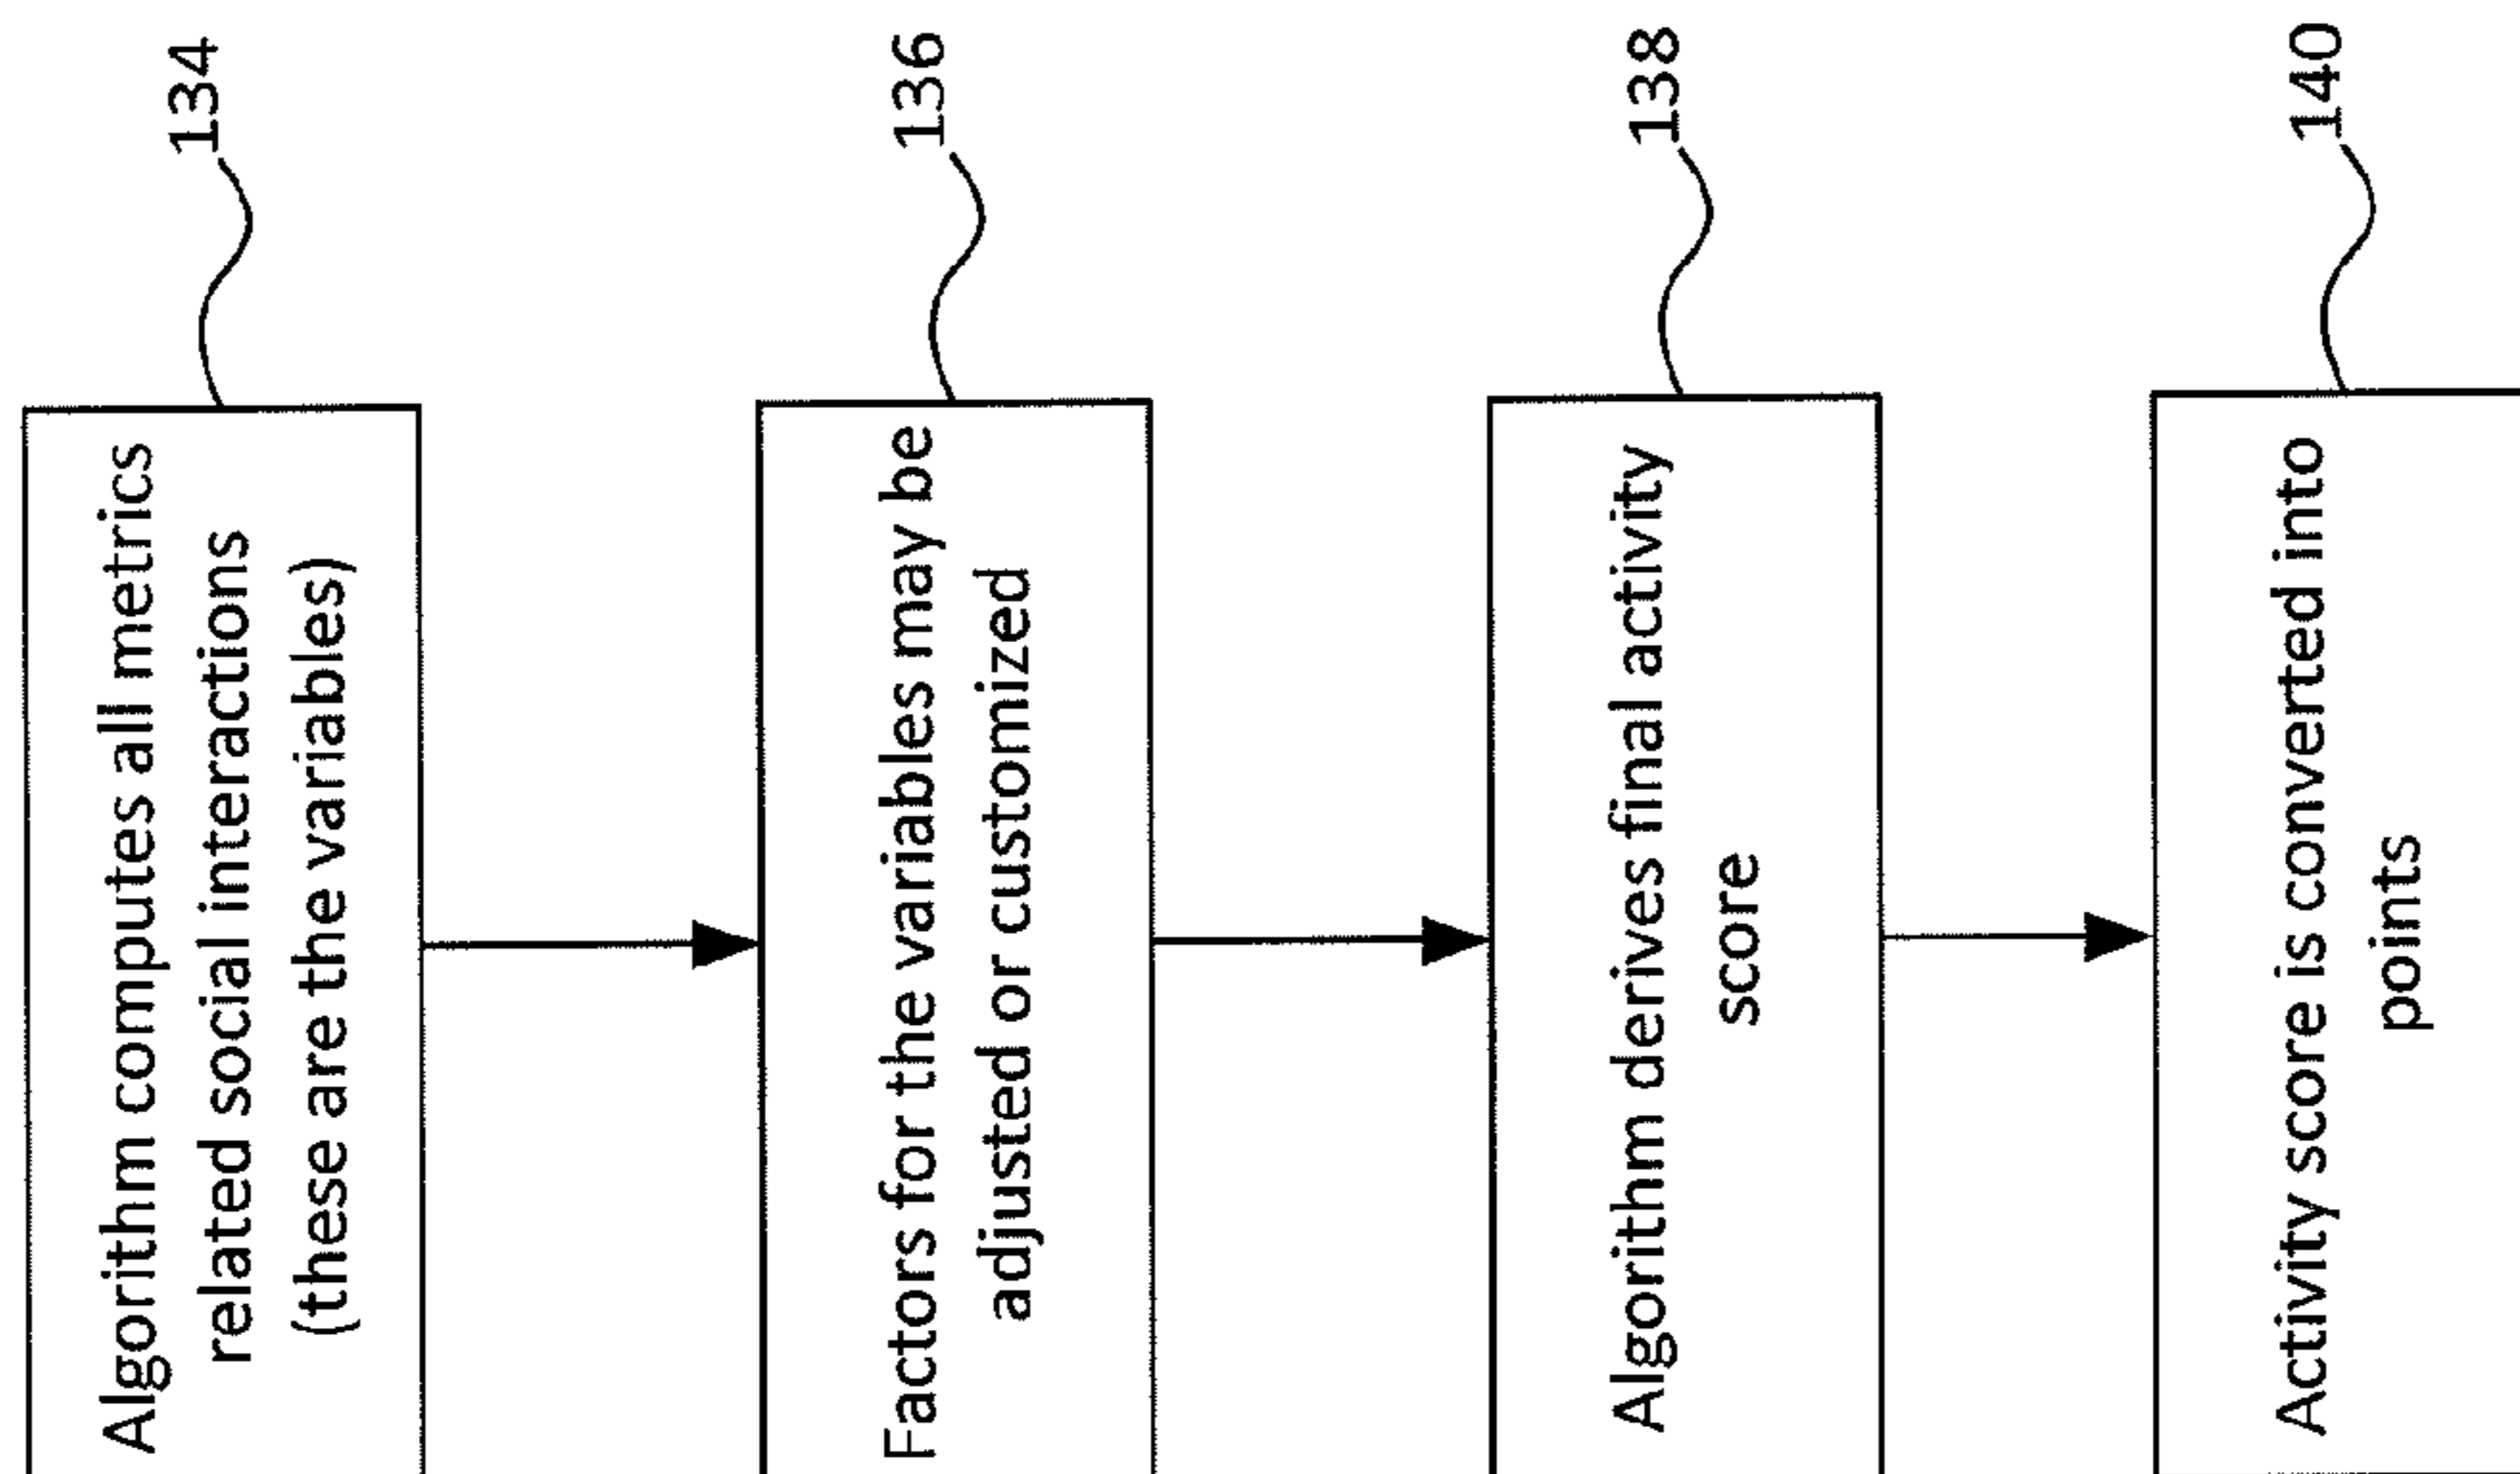 Algorithm computes all metrics
related social interactions
(these are the variables)
134
Factors for the variables may be
adjusted or customized
136
Algorithm derives final activity
score
138
Activity score is converted into
points
140